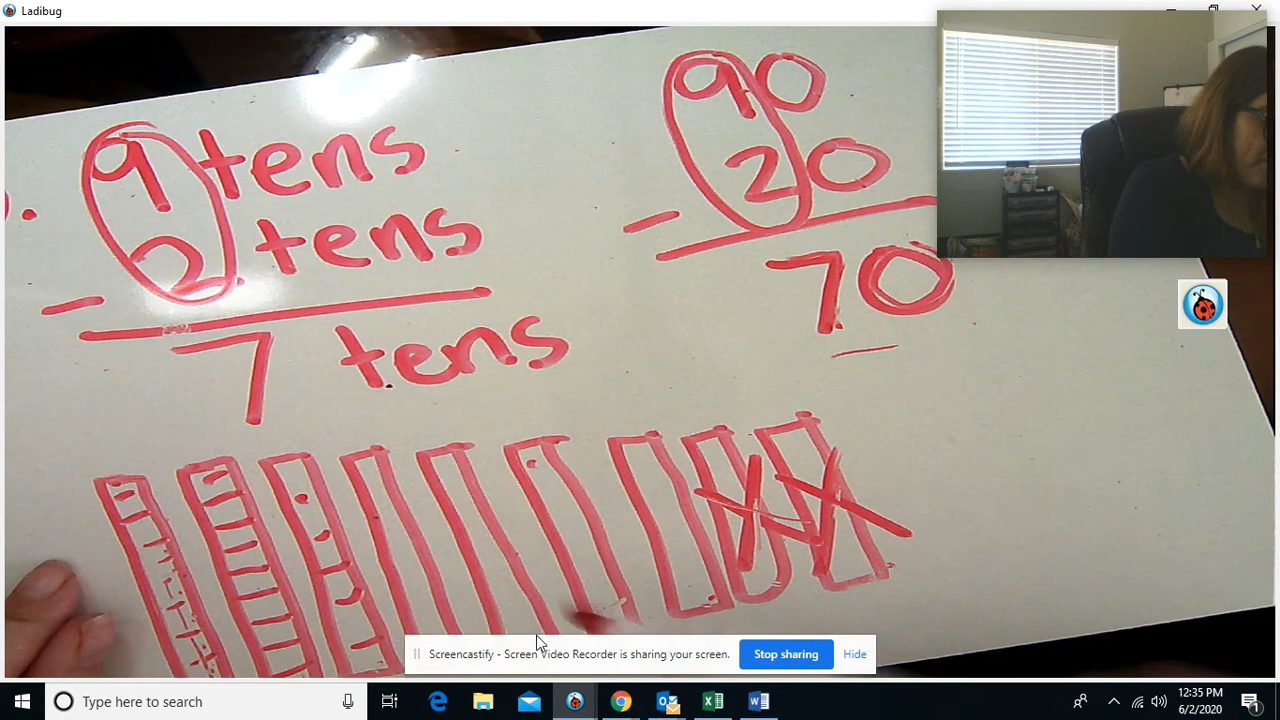 Ladibug
9 tens
- 2 tens
7 tens
90
- 20
70
Screencastify - Screen Video Recorder is sharing your screen.
Stop sharing
Hide
Type here to search
12:35 PM
6/2/2020
1